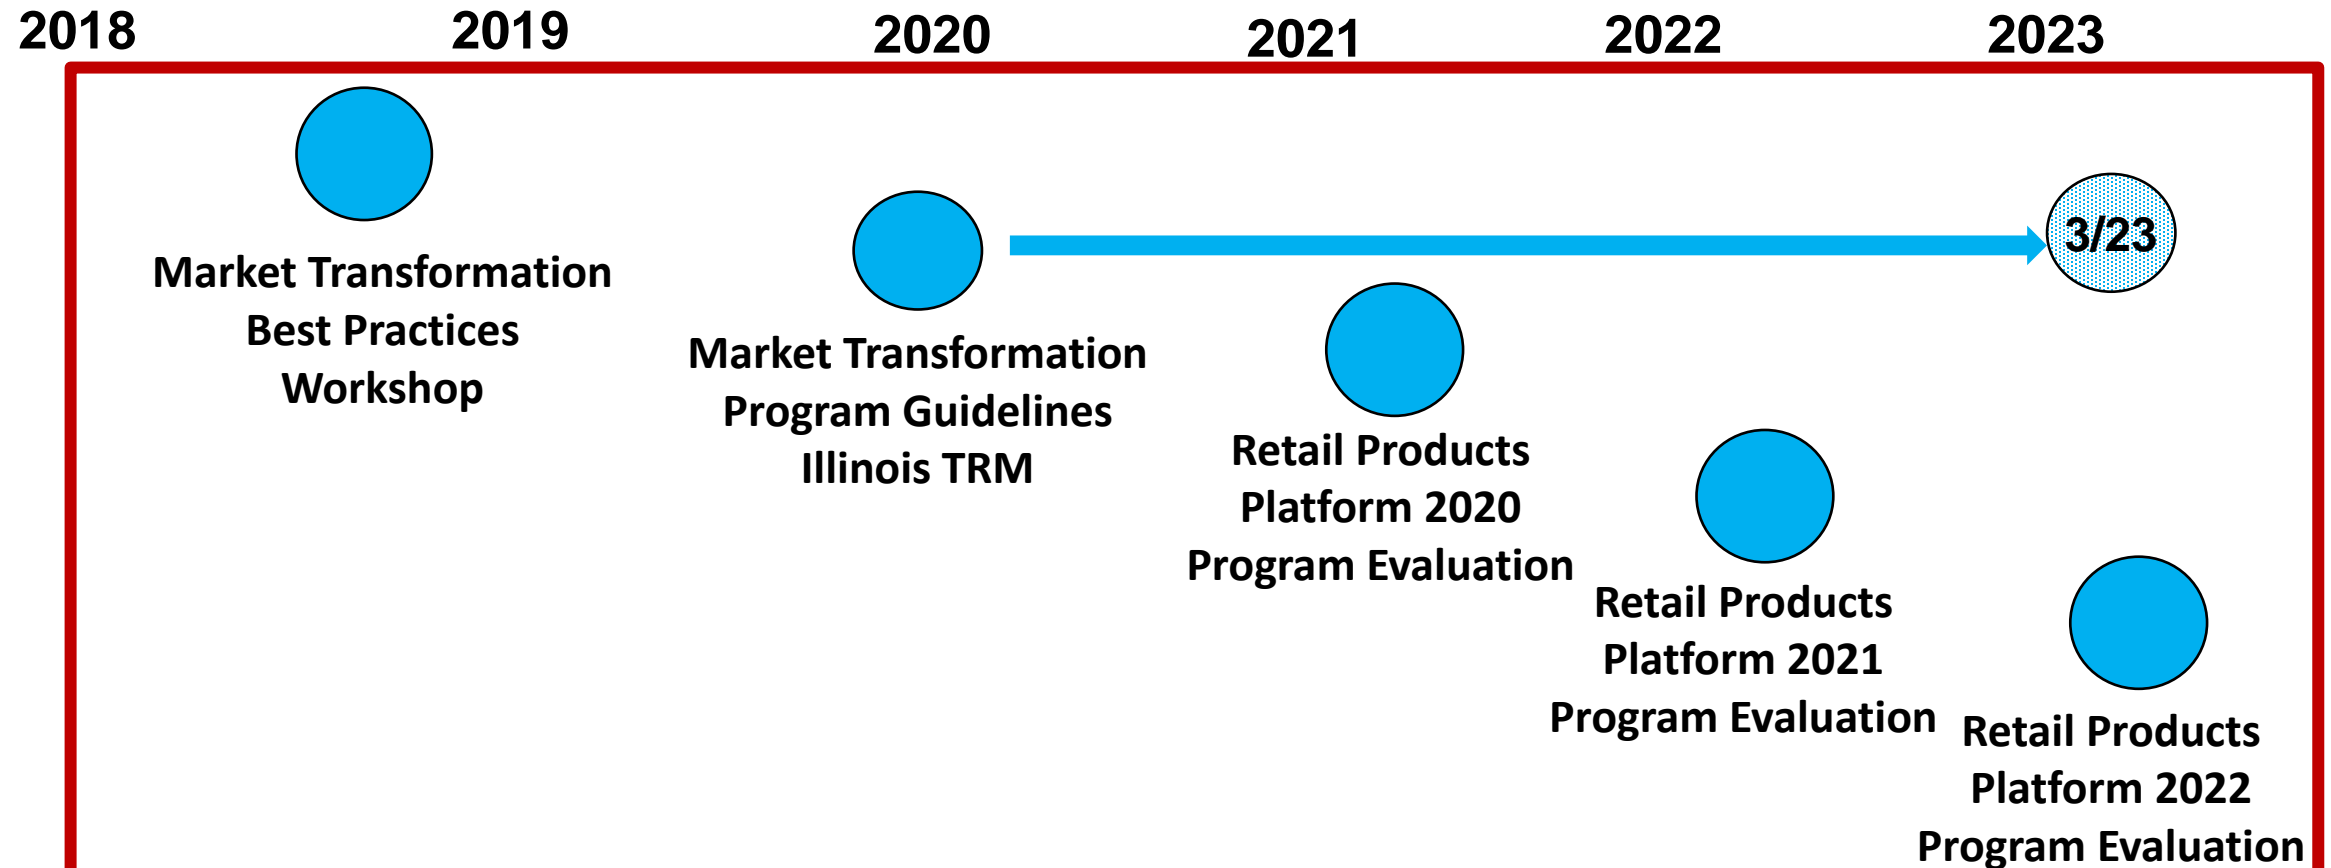 2018
2019
2020
2021
2022
2023
3/23
Market Transformation
Best Practices
Workshop
Market Transformation
Program Guidelines
Illinois TRM
Retail Products
Platform 2020
Program Evaluation
Retail Products
Platform 2021
Program Evaluation
Retail Products
Platform 2022
Program Evaluation